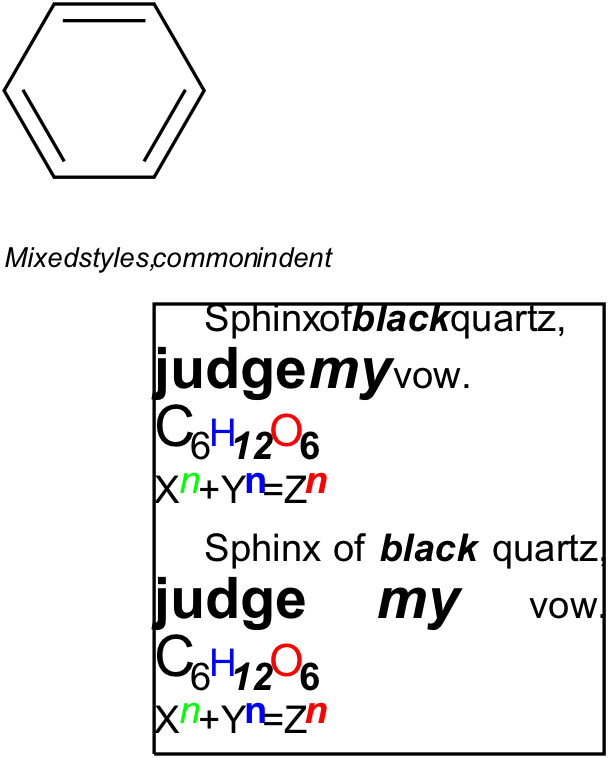 Mixedstyles,commonindent
Sphinxofblackquartz,
judgemyvow.
C₆H₁₂O₆
Xⁿ+Yⁿ=Zⁿ
Sphinx of black quartz,
judge my vow.
C₆H₁₂O₆
Xⁿ+Yⁿ=Zⁿ